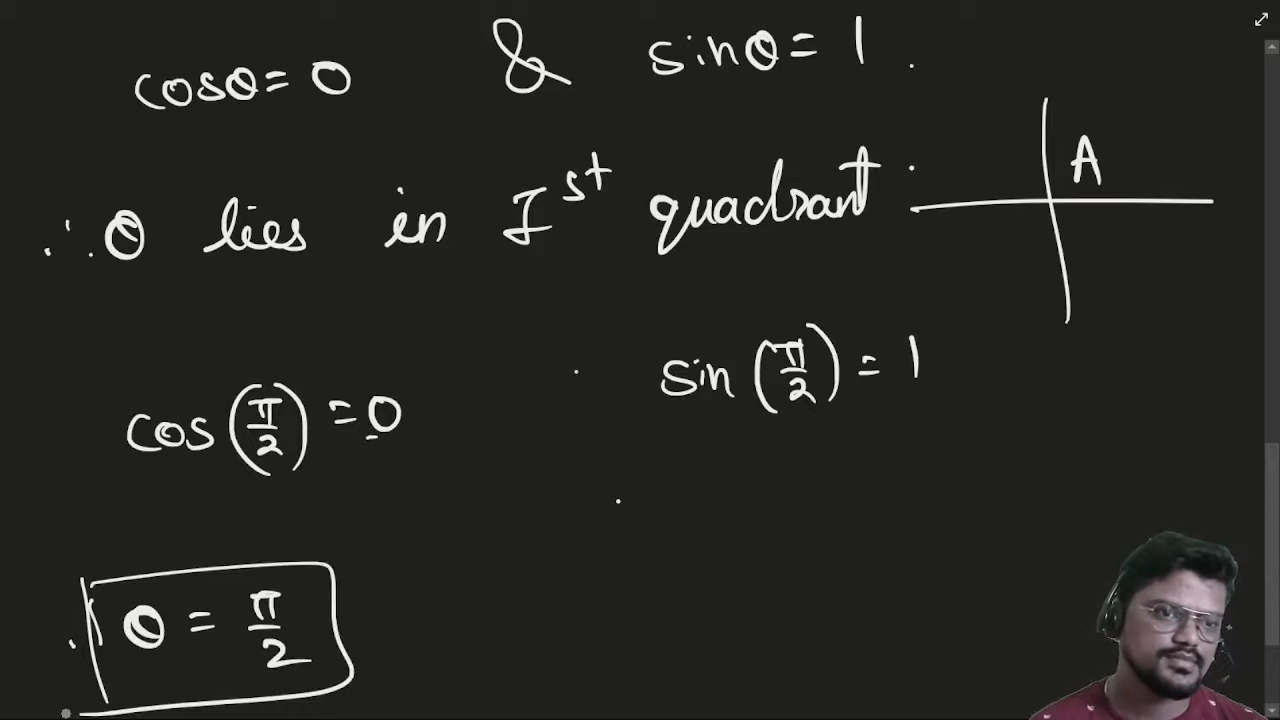 cosθ = 0 & sinθ = 1 .
∴ θ lies in Iˢᵗ quadrant .
A
cos(π/2) = 0 sin(π/2) = 1
∴ θ = π/2